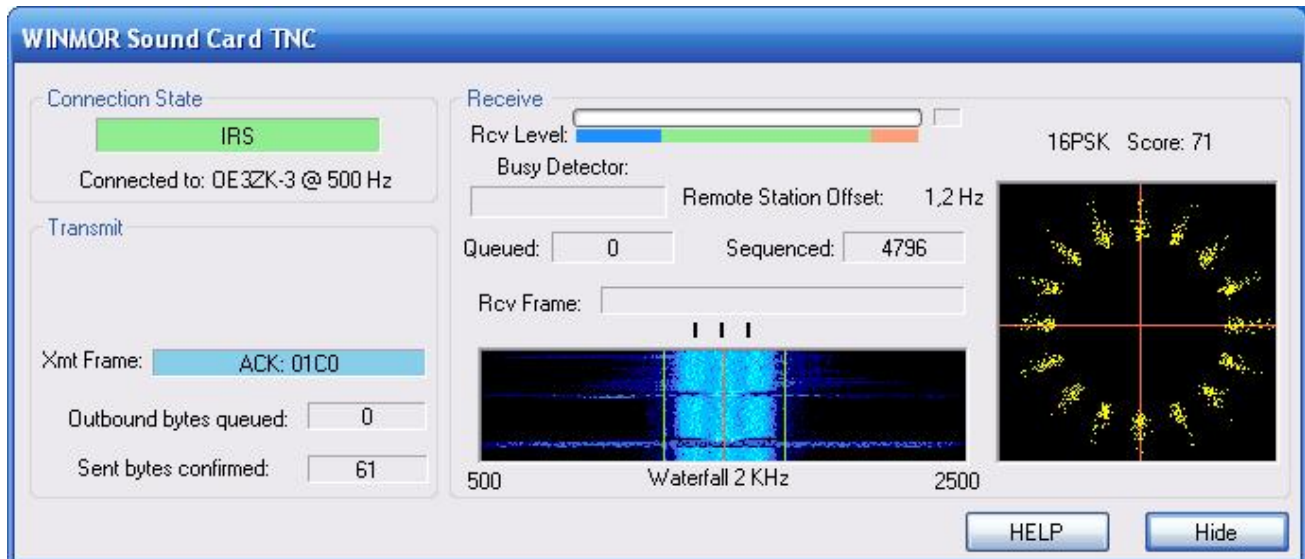 WINMOR Sound Card TNC
Connection State
IRS
Connected to: OE3ZK-3 @ 500 Hz
Transmit
Xmt Frame: ACK: 01C0
Outbound bytes queued: 0
Sent bytes confirmed: 61
Receive
Rcv Level:
Busy Detector:
Remote Station Offset: 1,2 Hz
Queued: 0 Sequenced: 4796
Rcv Frame:
500 Waterfall 2 KHz 2500
16PSK Score: 71
HELP Hide